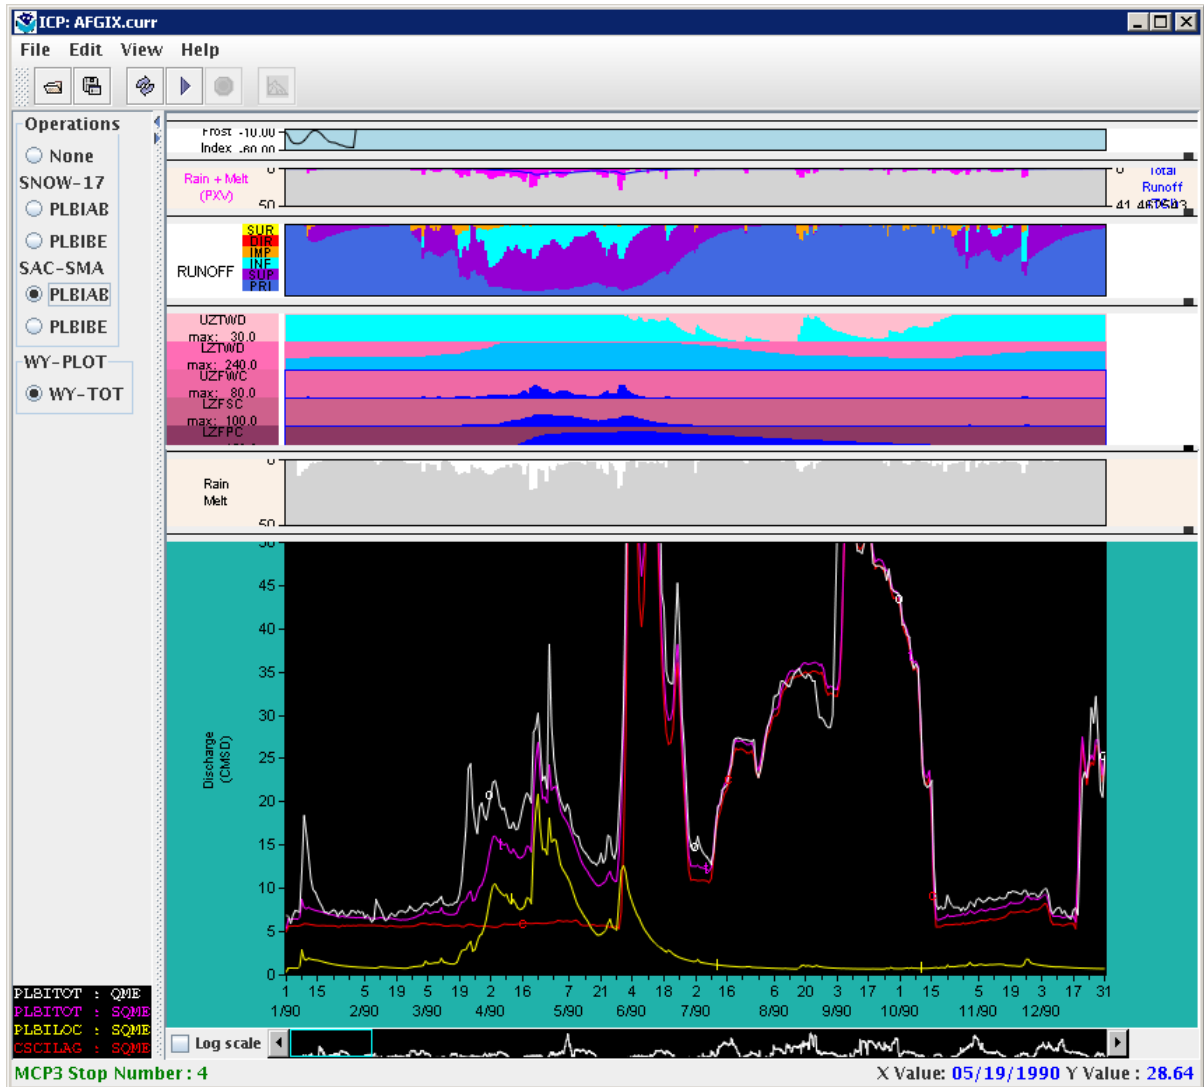 ICP: AFGIX.curr
File Edit View Help
Operations
None
SNOW-17
PLBIAB
PLBIBE
SAC-SMA
PLBIAB
PLBIBE
WY-PLOT
WY-TOT
Frost -10.00
Index -60.00
Rain + Melt
(PXV)
0
50
0
Total
Runoff
41.467543
RUNOFF
SUR
DIR
IMP
INF
SUP
PRI
UZTWD
max: 30.0
LZTWD
max: 240.0
UZFWC
max: 80.0
LZFSC
max: 100.0
LZFPC
Rain
Melt
0
50
Discharge
(CMSD)
50
45
40
35
30
25
20
15
10
5
0
1 15 5 19 5 19 2 16 7 21 4 18 2 16 6 20 3 17 1 15 5 19 3 17 31
1/90 2/90 3/90 4/90 5/90 6/90 7/90 8/90 9/90 10/90 11/90 12/90
PLBITOT : QME
PLBITOT : SQME
PLBILOC : SQME
CSCILAG : SQME
Log scale
MCP3 Stop Number : 4
X Value: 05/19/1990 Y Value : 28.64